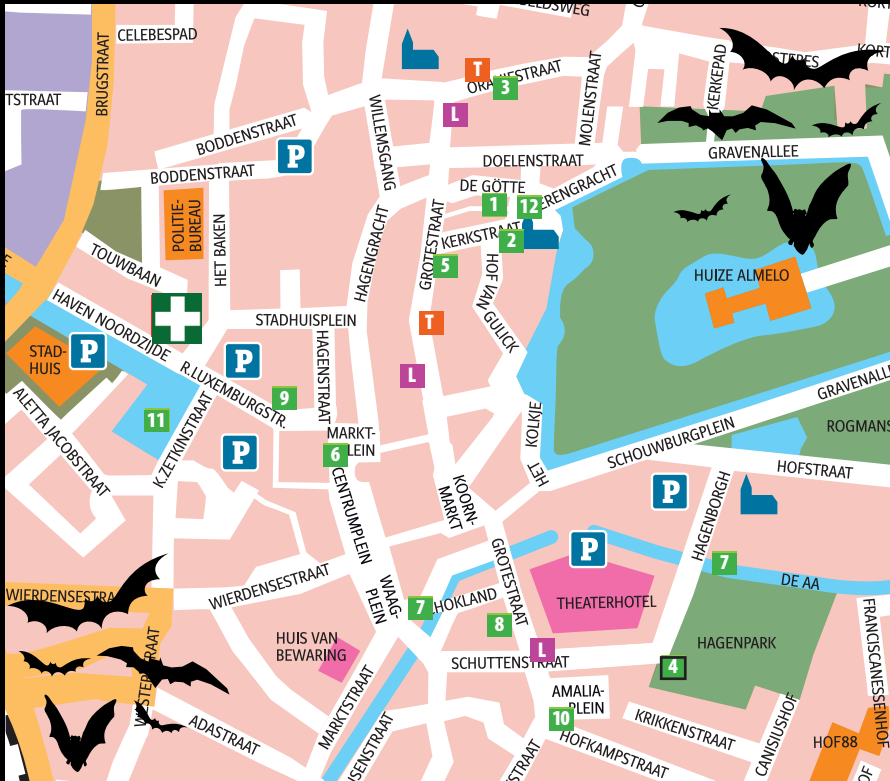 CELEBESPAD
BRUGSTRAAT
TSTRAAT
BODDENSTRAAT
BODDENSTRAAT
P
WILLEMSGANG
T
3
L
MOLENSTRAAT
KERKEPAD
GRAVENALLEE
DOELENSTRAAT
DE GÖTTE
1
12
ERENGRACHT
KERKSTRAAT
2
5
POLITIE-
BUREAU
HET BAKEN
TOUWBAAN
HAGENGRACHT
GROTESTRAAT
HOF VAN GULICK
HUIZE ALMELO
HAVEN NOORDZIJDE
STADHUISPLEIN
T
STAD-
HUIS
P
P
HAGENSTRAAT
L
R.LUXEMBURGSTR.
9
11
ALETTA JACOBSTRAAT
K.ZETKINSTRAAT
P
MARKT-
PLEIN
6
CENTRUMPLEIN
KOORN-
MARKT
HET KOLKJE
SCHOUWBURGPLEIN
ROGMANS
HOFSTRAAT
P
HAGENBORGH
P
7
DE AA
WIERDENSESTRA
WIERDENSESTRAAT
WAAG-
PLEIN
7
HOKLAND
8
GROTESTRAAT
THEATERHOTEL
HAGENPARK
HUIS VAN
BEWARING
L
SCHUTTENSTRAAT
4
FRANCISCANESSENHOF
MARKTSTRAAT
AMALIA-
PLEIN
10
KRIKKENSTRAAT
HOFKAMPSTRAAT
CANISIUSHOF
HOF88
ADASTRAAT
STRAAT